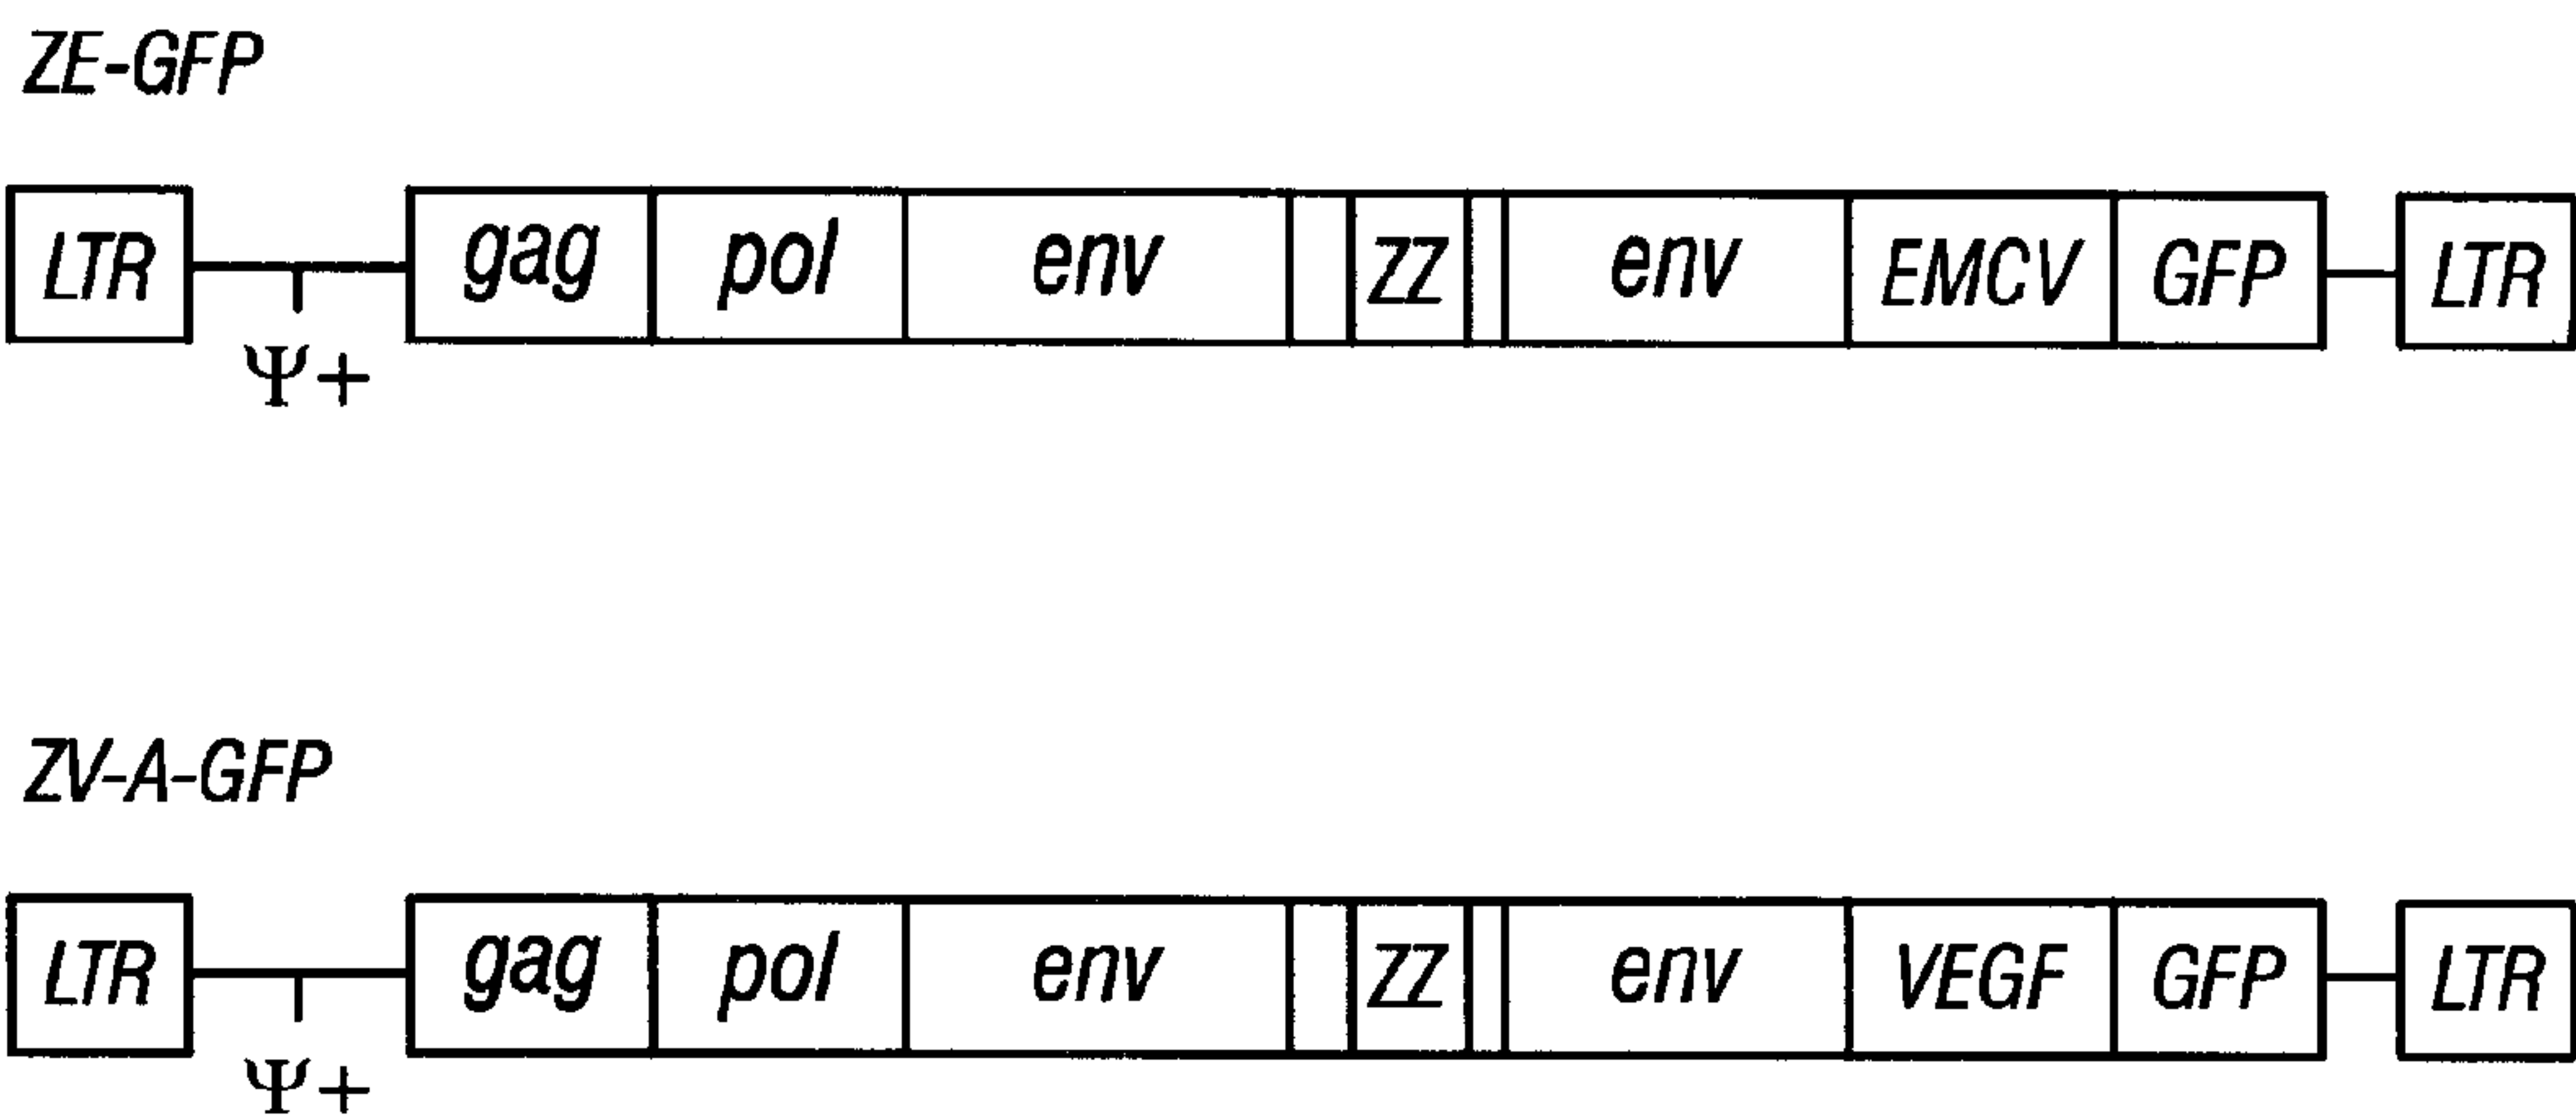 ZE-GFP
LTR gag pol env ZZ env EMCV GFP LTR
Ψ+
ZV-A-GFP
LTR gag pol env ZZ env VEGF GFP LTR
Ψ+